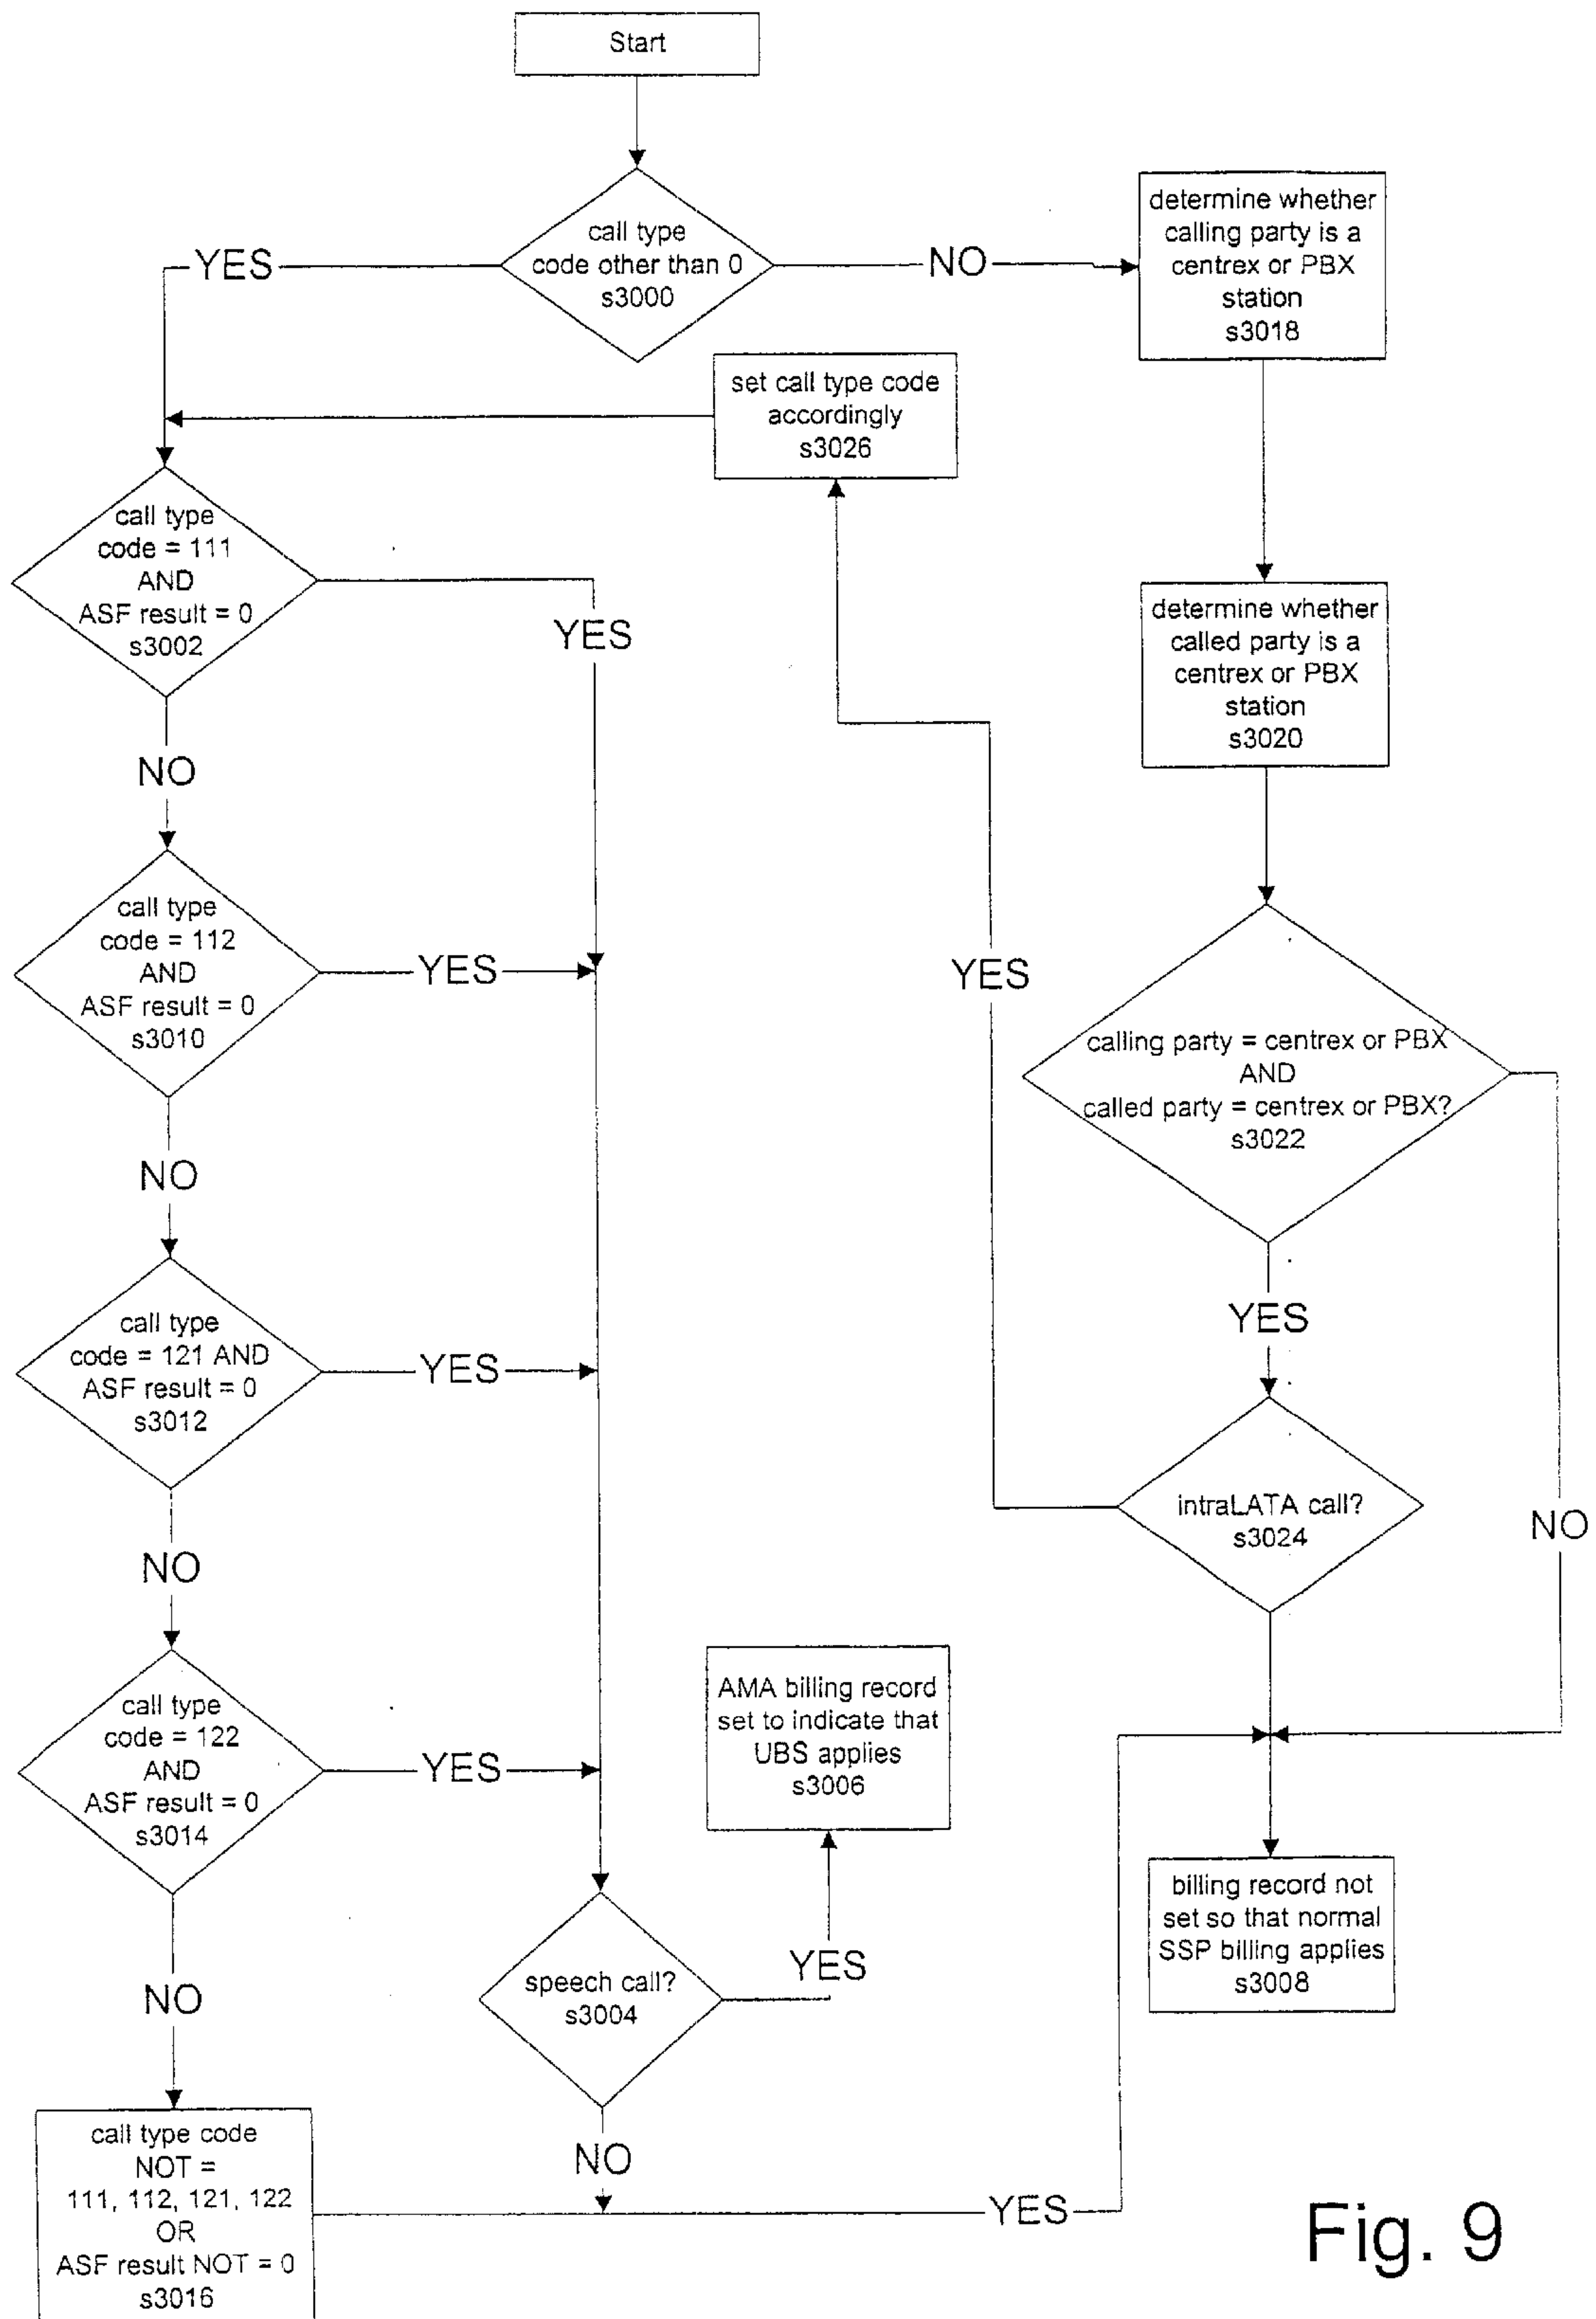 Start
call type
code other than 0
s3000
YES
NO
determine whether
calling party is a
centrex or PBX
station
s3018
set call type code
accordingly
s3026
call type
code = 111
AND
ASF result = 0
s3002
YES
NO
determine whether
called party is a
centrex or PBX
station
s3020
call type
code = 112
AND
ASF result = 0
s3010
YES
NO
YES
calling party = centrex or PBX
AND
called party = centrex or PBX?
s3022
YES
NO
call type
code = 121 AND
ASF result = 0
s3012
YES
NO
intraLATA call?
s3024
call type
code = 122
AND
ASF result = 0
s3014
YES
NO
AMA billing record
set to indicate that
UBS applies
s3006
billing record not
set so that normal
SSP billing applies
s3008
speech call?
s3004
YES
NO
call type code
NOT =
111, 112, 121, 122
OR
ASF result NOT = 0
s3016
YES
Fig. 9